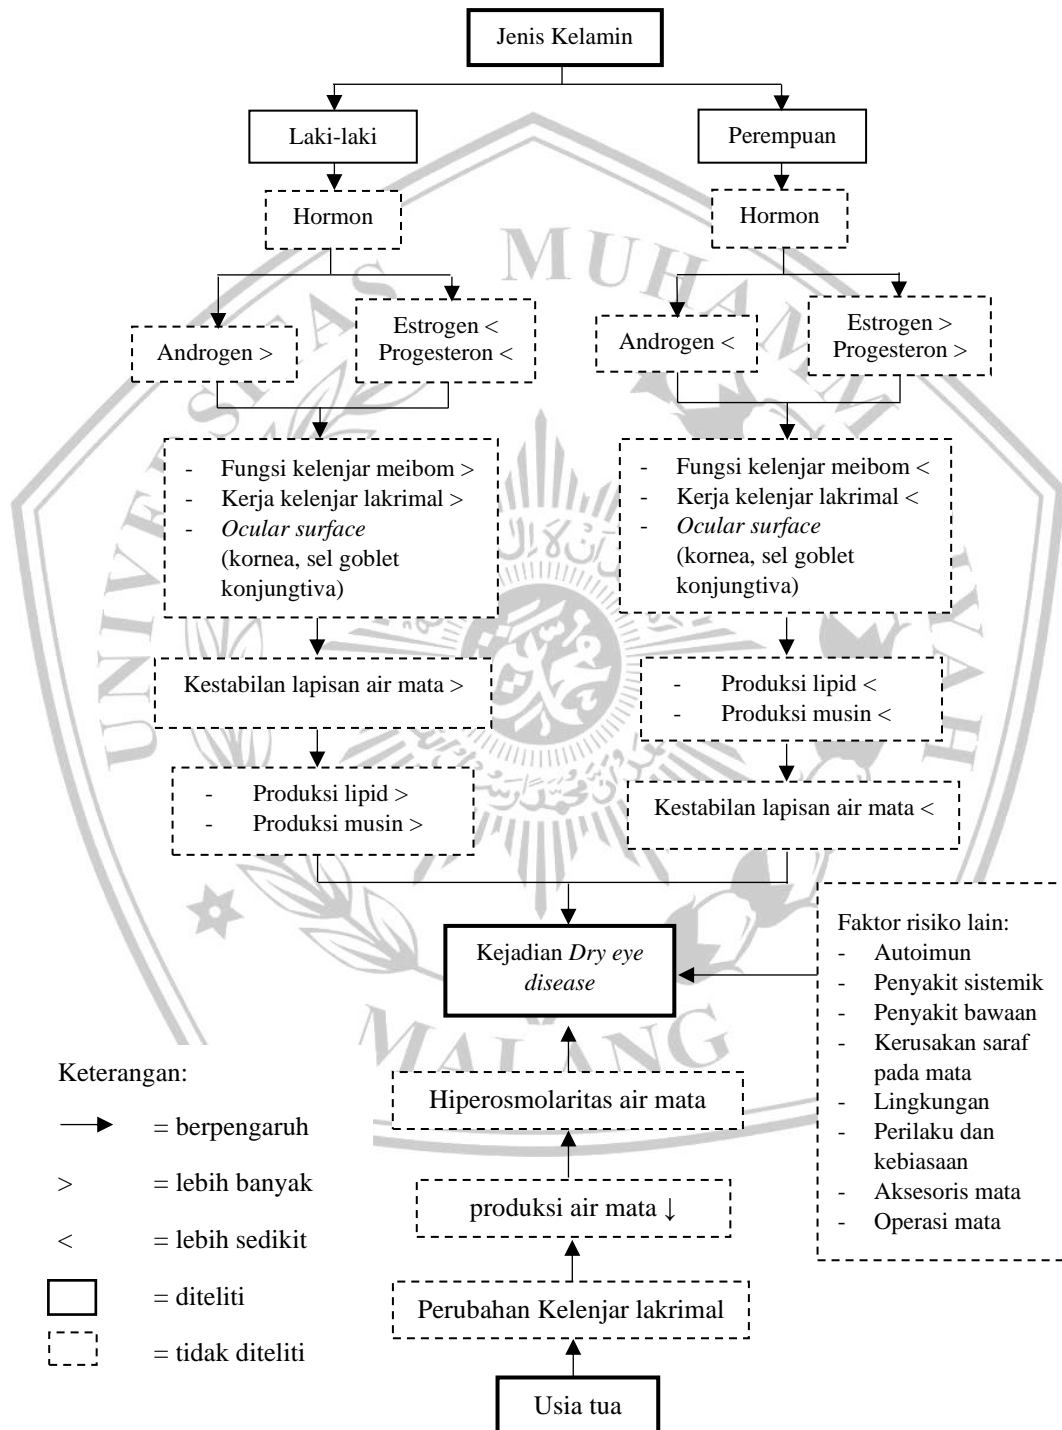 Jenis Kelamin
Laki-laki
Perempuan
Hormon
Hormon
Androgen >
Estrogen <
Progesteron <
Androgen <
Estrogen >
Progesteron >
- Fungsi kelenjar meibom >
- Kerja kelenjar lakrimal >
- Ocular surface
(kornea, sel goblet
konjungtiva)
- Fungsi kelenjar meibom <
- Kerja kelenjar lakrimal <
- Ocular surface
(kornea, sel goblet
konjungtiva)
Kestabilan lapisan air mata >
- Produksi lipid <
- Produksi musin <
- Produksi lipid >
- Produksi musin >
Kestabilan lapisan air mata <
Kejadian Dry eye
disease
Faktor risiko lain:
- Autoimun
- Penyakit sistemik
- Penyakit bawaan
- Kerusakan saraf
pada mata
- Lingkungan
- Perilaku dan
kebiasaan
- Aksesoris mata
- Operasi mata
Hiperosmolaritas air mata
produksi air mata ↓
Perubahan Kelenjar lakrimal
Usia tua
Keterangan:
= berpengaruh
> = lebih banyak
< = lebih sedikit
= diteliti
= tidak diteliti
UNIVERSITAS MUHAMMADIYAH
MALANG